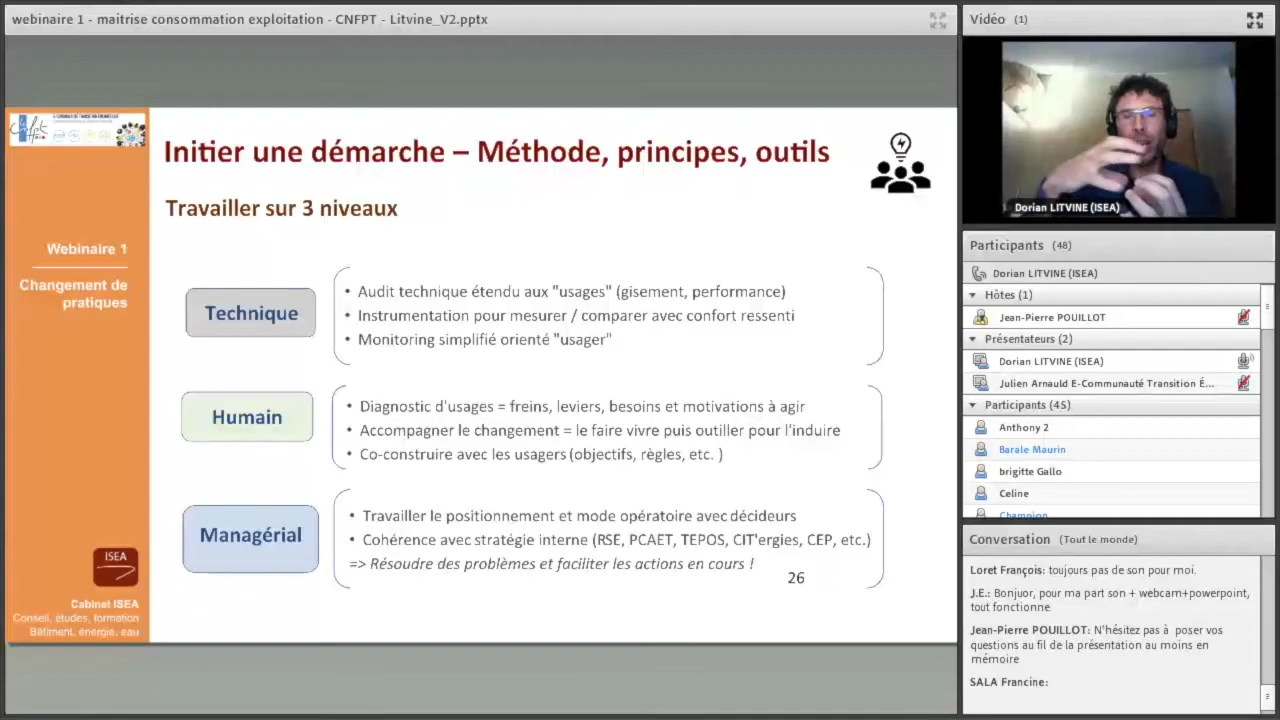 webinaire 1 - maitrise consommation exploitation - CNFPT - Litvine_V2.pptx
Initier une démarche – Méthode, principes, outils
Travailler sur 3 niveaux
Webinaire 1
Changement de
pratiques
Technique
• Audit technique étendu aux "usages" (gisement, performance)
• Instrumentation pour mesurer / comparer avec confort ressenti
• Monitoring simplifié orienté "usager"
Humain
• Diagnostic d'usages = freins, leviers, besoins et motivations à agir
• Accompagner le changement = le faire vivre puis outiller pour l'induire
• Co-construire avec les usagers (objectifs, règles, etc. )
Managérial
• Travailler le positionnement et mode opératoire avec décideurs
• Cohérence avec stratégie interne (RSE, PCAET, TEPOS, CIT'ergies, CEP, etc.)
=> Résoudre des problèmes et faciliter les actions en cours !
26
ISEA
Cabinet ISEA
Conseil, études, formation
Bâtiment, énergie, eau
Vidéo (1)
Dorian LITVINE (ISEA)
Participants (48)
Dorian LITVINE (ISEA)
Hôtes (1)
Jean-Pierre POUILLOT
Présentateurs (2)
Dorian LITVINE (ISEA)
Julien Arnauld E-Communauté Transition É...
Participants (45)
Anthony 2
Barale Maurin
brigitte Gallo
Celine
Champion
Conversation (Tout le monde)
Loret François: toujours pas de son pour moi.
J.E.: Bonjour, pour ma part son + webcam+powerpoint,
tout fonctionne
Jean-Pierre POUILLOT: N'hésitez pas à poser vos
questions au fil de la présentation au moins en
mémoire
SALA Francine: